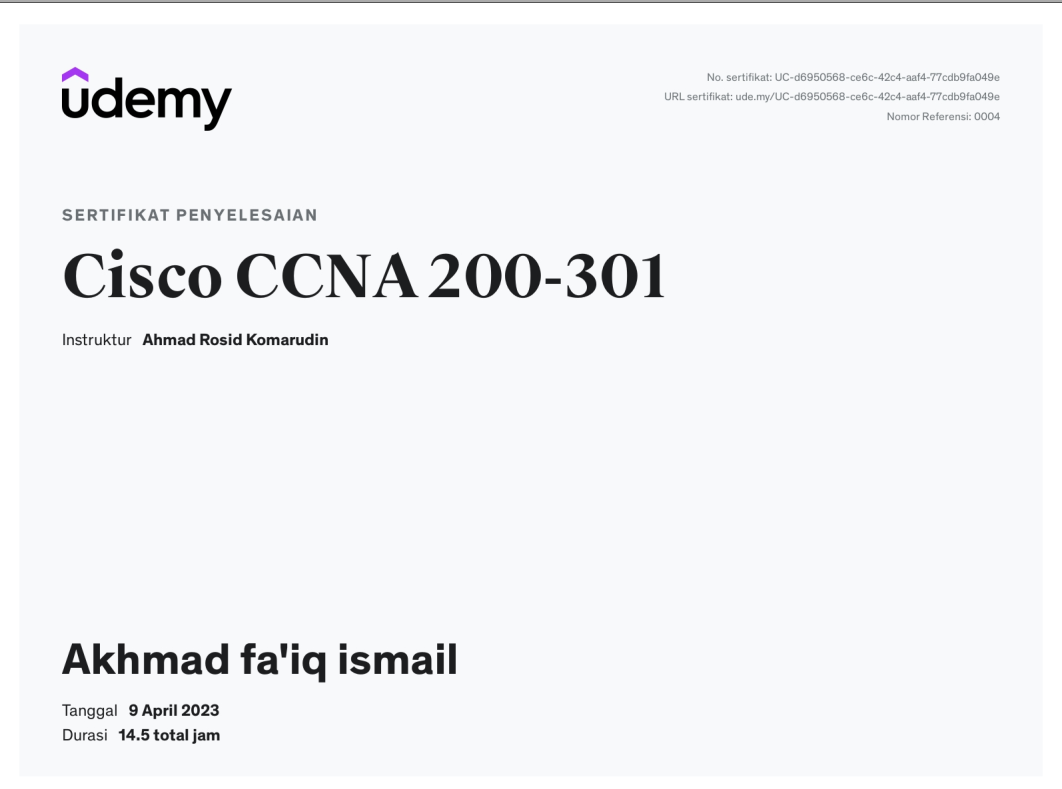 udemy
No. sertifikat: UC-d6950568-ce6c-42c4-aaf4-77cdb9fa049e
URL sertifikat: ude.my/UC-d6950568-ce6c-42c4-aaf4-77cdb9fa049e
Nomor Referensi: 0004
SERTIFIKAT PENYELESAIAN
Cisco CCNA 200-301
Instruktur Ahmad Rosid Komarudin
Akhmad fa'iq ismail
Tanggal 9 April 2023
Durasi 14.5 total jam